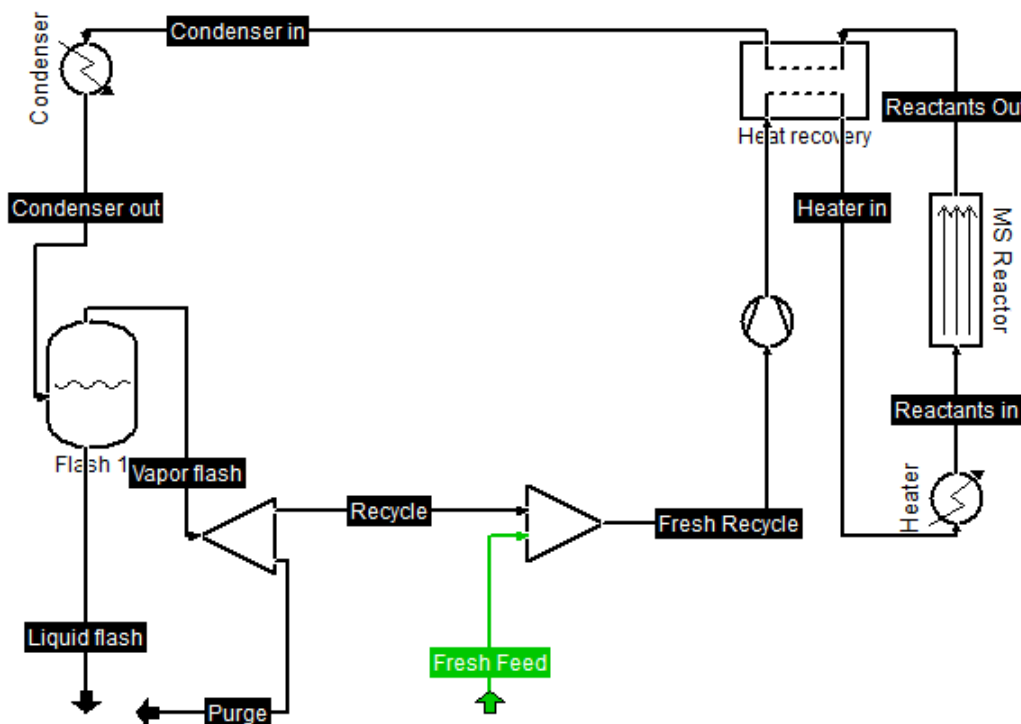 Condenser in
Condenser
Heat recovery
Reactants Out
Condenser out
Heater in
MS Reactor
Reactants in
Flash 1
Vapor flash
Heater
Recycle
Fresh Recycle
Liquid flash
Fresh Feed
Purge